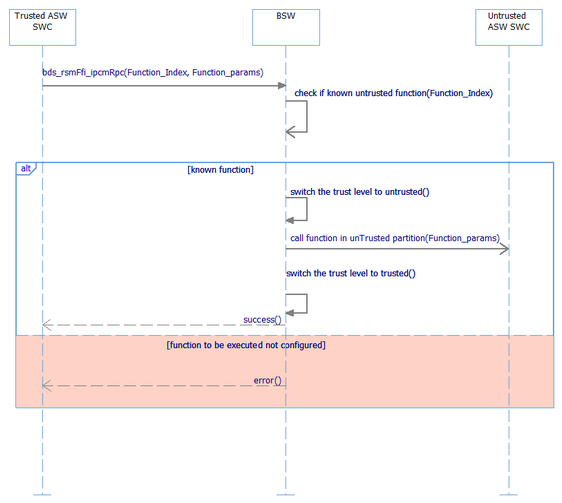 Trusted ASW
SWC
BSW
Untrusted
ASW SWC
bds_rsmFfi_ipcmRpc(Function_Index, Function_params)
check if known untrusted function(Function_Index)
alt
[known function]
switch the trust level to untrusted()
call function in unTrusted partition(Function_params)
switch the trust level to trusted()
success()
[function to be executed not configured]
error()